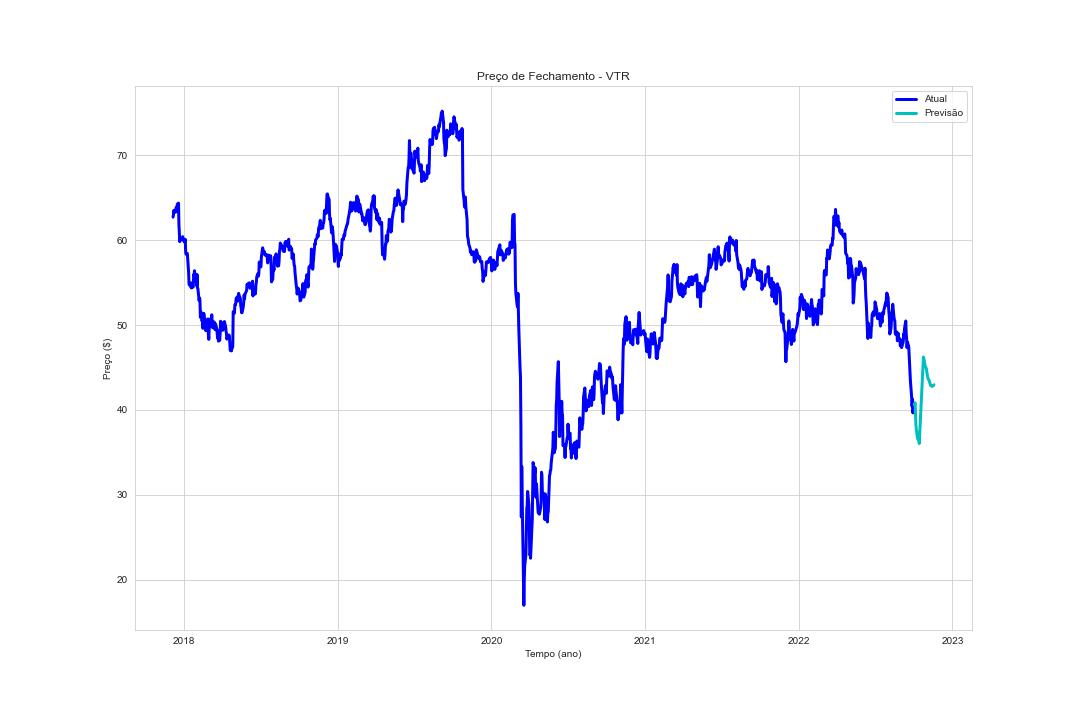 Preço de Fechamento - VTR
Atual
Previsão
70
60
50
40
30
20
Preço ($)
2018 2019 2020 2021 2022 2023
Tempo (ano)